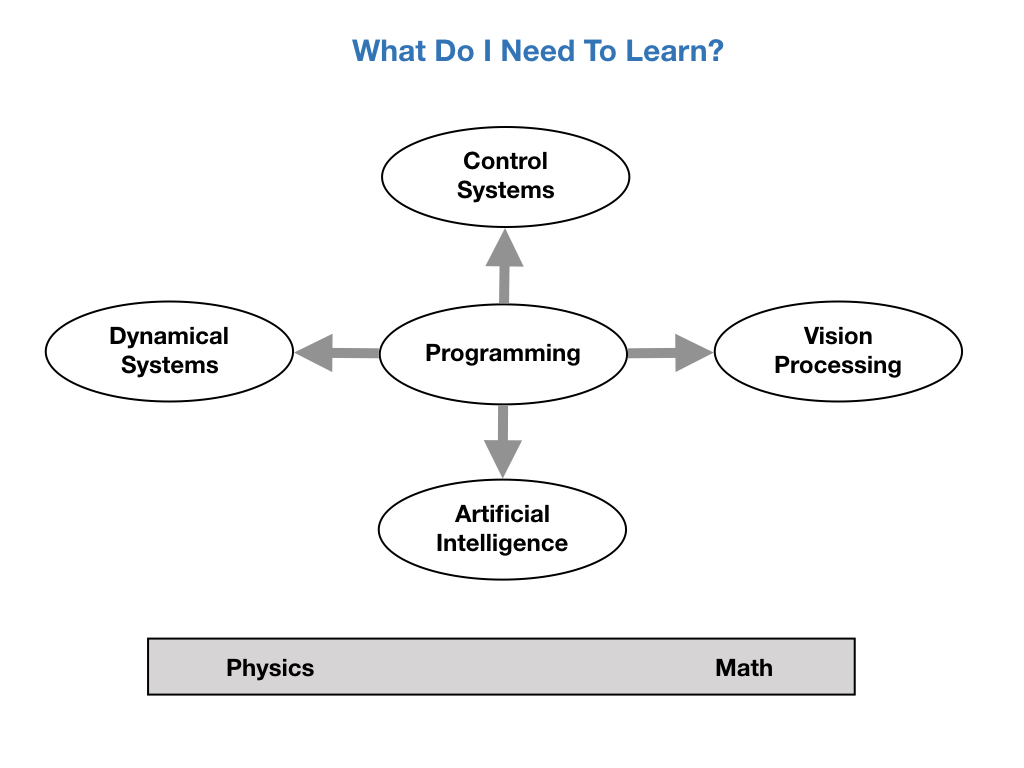 What Do I Need To Learn?
Control
Systems
Dynamical
Systems
Programming
Vision
Processing
Artificial
Intelligence
Physics
Math